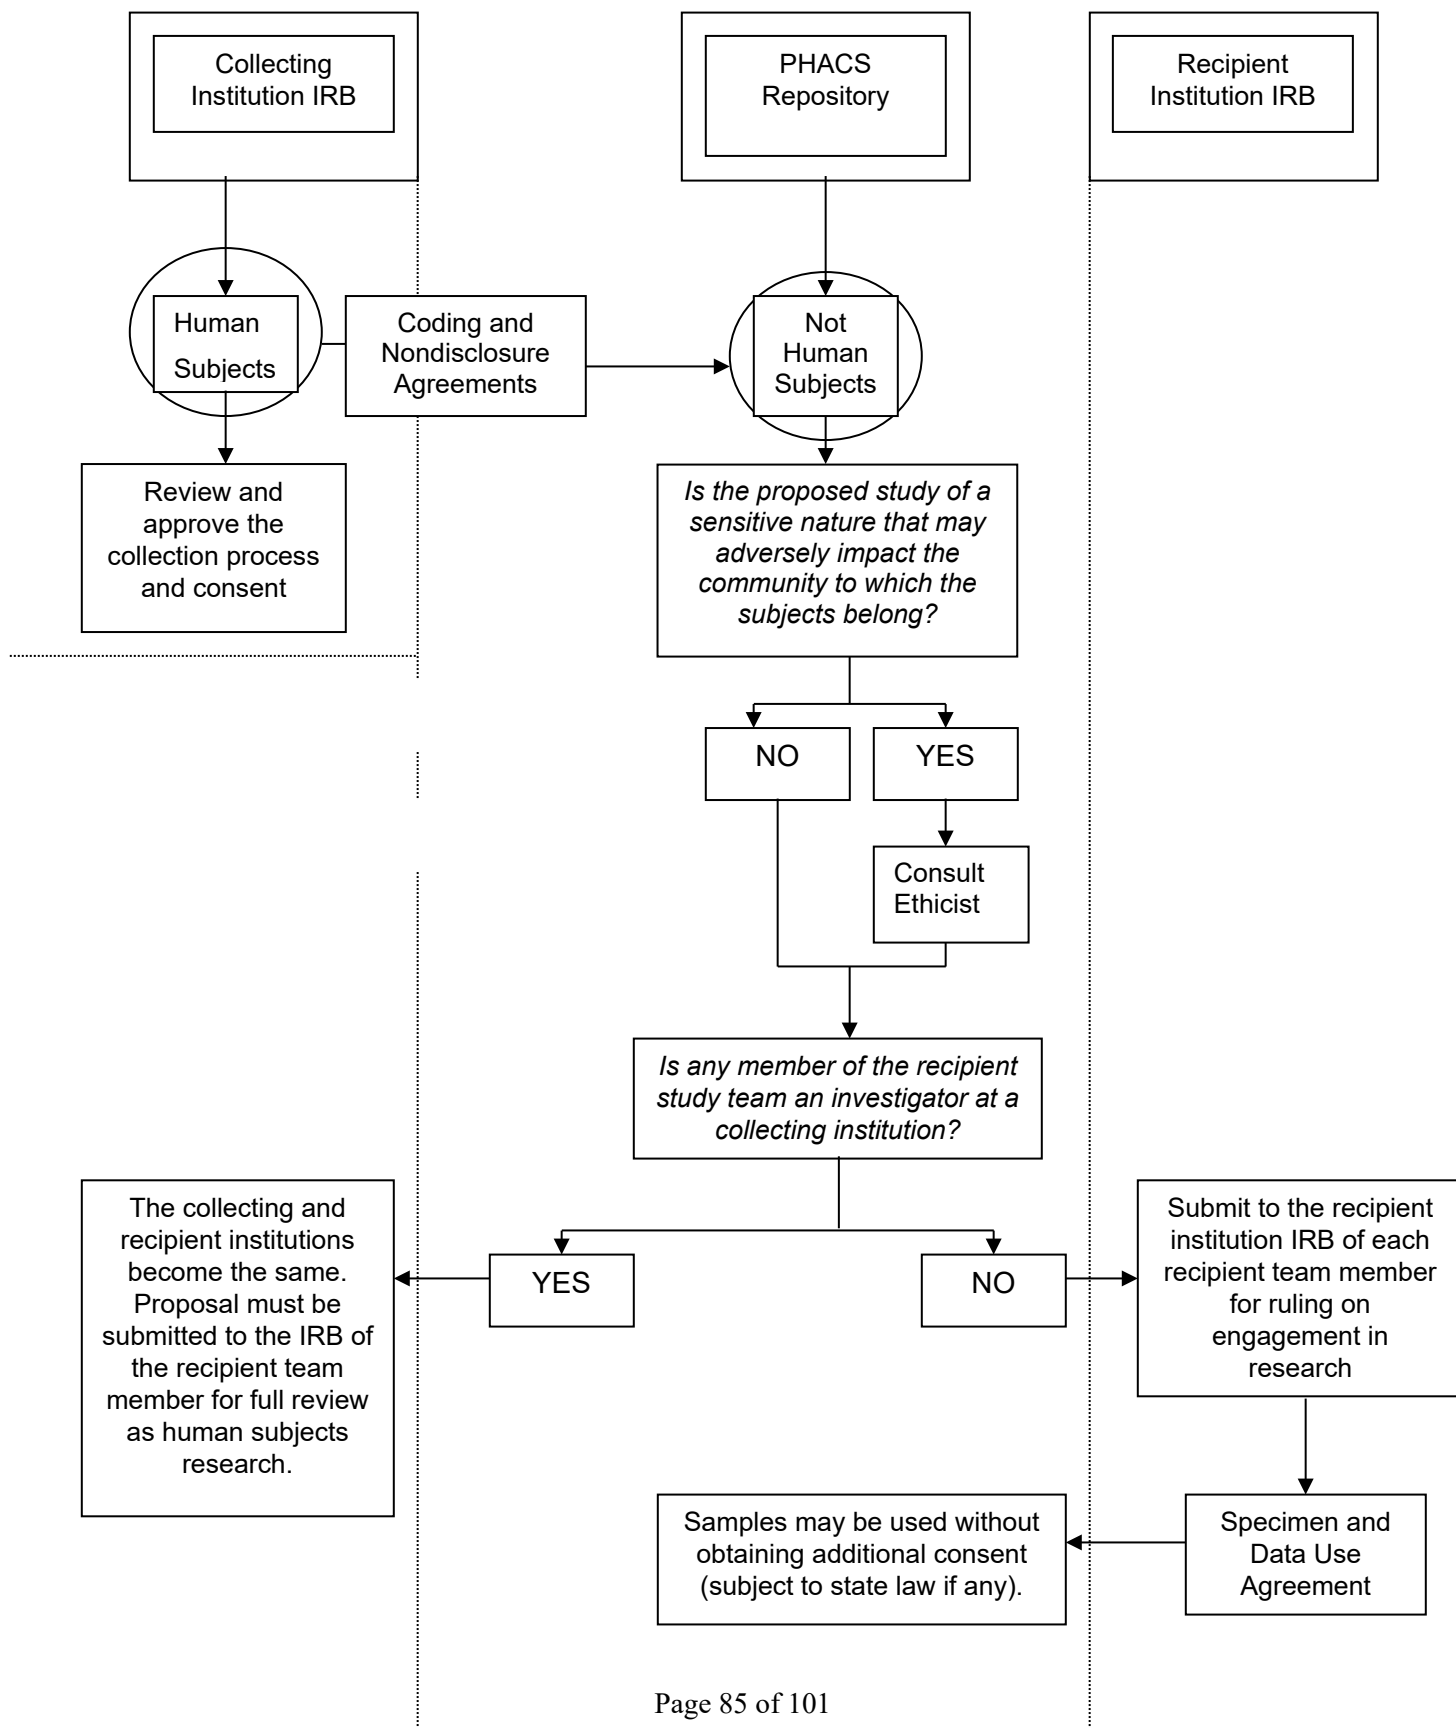 Collecting
Institution IRB
PHACS
Repository
Recipient
Institution IRB
Human
Subjects
Coding and
Nondisclosure
Agreements
Not
Human
Subjects
Review and
approve the
collection process
and consent
Is the proposed study of a
sensitive nature that may
adversely impact the
community to which the
subjects belong?
NO
YES
Consult
Ethicist
Is any member of the recipient
study team an investigator at a
collecting institution?
The collecting and
recipient institutions
become the same.
Proposal must be
submitted to the IRB of
the recipient team
member for full review
as human subjects
research.
YES
NO
Submit to the recipient
institution IRB of each
recipient team member
for ruling on
engagement in
research
Samples may be used without
obtaining additional consent
(subject to state law if any).
Specimen and
Data Use
Agreement
Page 85 of 101